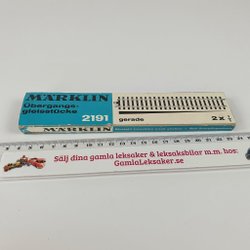 MÄRKLIN
Übergangs-
gleisstücke
2191
gerade
2x
MÄRKLIN
Sälj dina gamla leksaker & leksaksbilar m.m. hos:
GamlaLeksaker.se